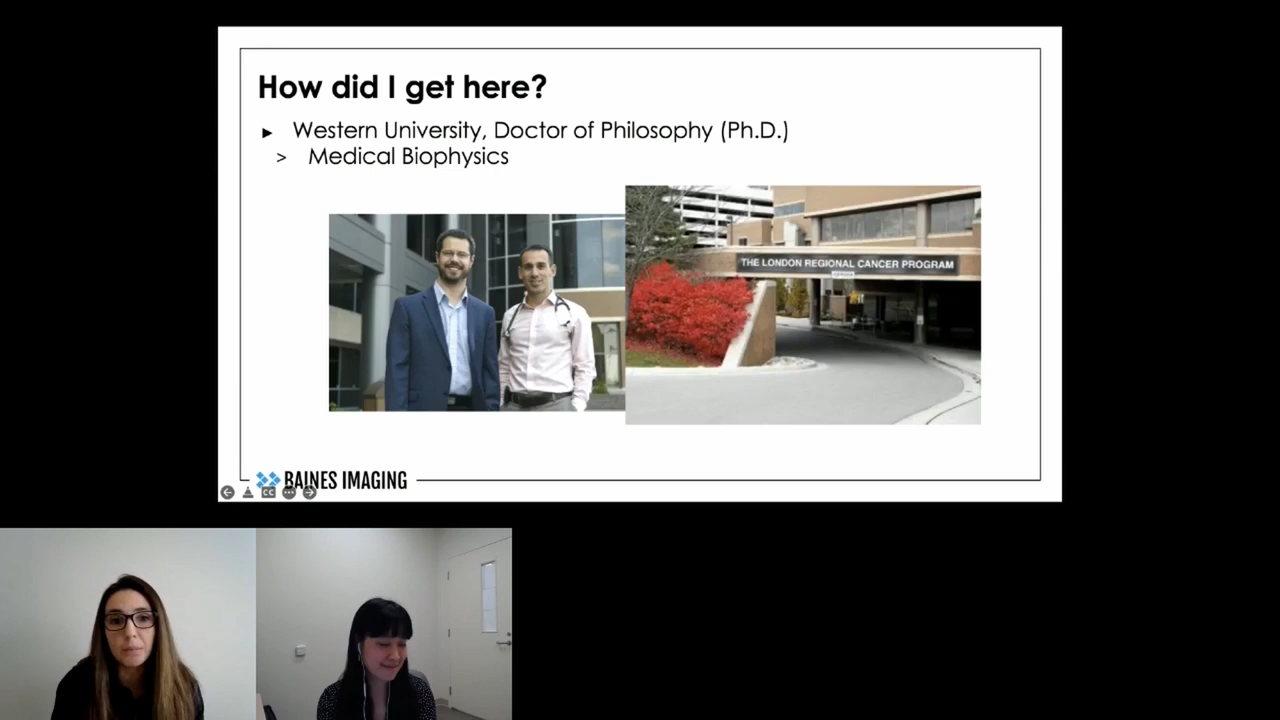 How did I get here?
► Western University, Doctor of Philosophy (Ph.D.)
> Medical Biophysics
THE LONDON REGIONAL CANCER PROGRAM
BAINES IMAGING
CC